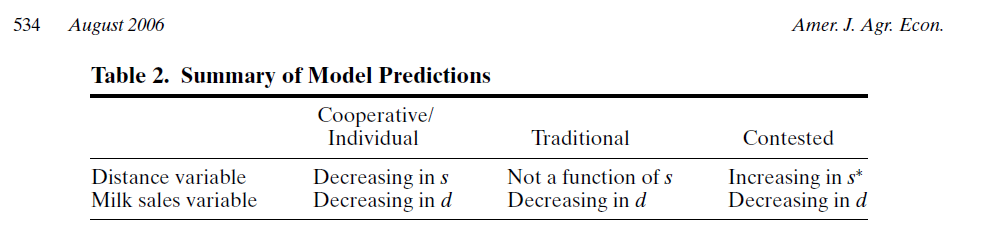 534 August 2006 Amer. J. Agr. Econ.
Table 2. Summary of Model Predictions
Cooperative/
Individual Traditional Contested
Distance variable Decreasing in s Not a function of s Increasing in s*
Milk sales variable Decreasing in d Decreasing in d Decreasing in d